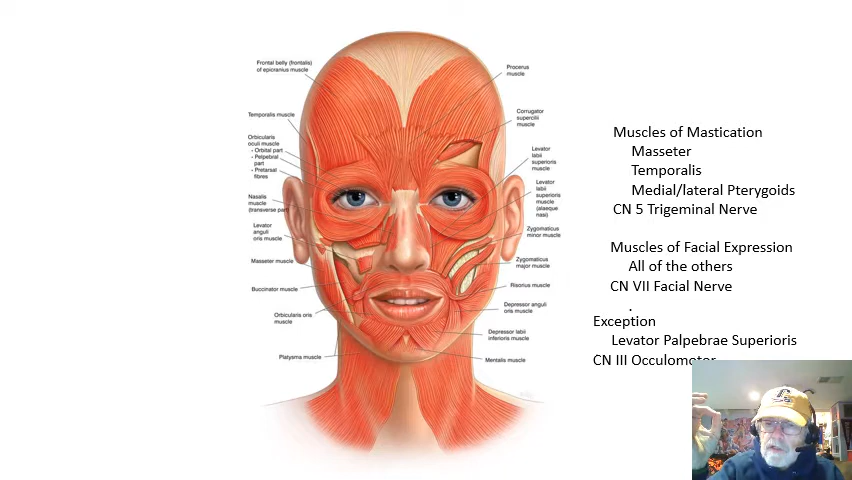 Frontal belly (frontalis)
of epicranius muscle
Temporalis muscle
Orbicularis
oculi muscle
• Orbital part
• Pelpebral
part
• Pretarsal
fibres
Nasalis
muscle
(transverse part)
Levator
anguli
oris muscle
Masseter muscle
Buccinator muscle
Orbicularis oris
muscle
Platysma muscle
Procerus
muscle
Corrugator
supercilii
muscle
Levator
labii
superioris
muscle
Levator
labii
superioris
muscle
(alaeque
nasi)
Zygomaticus
minor muscle
Zygomaticus
major muscle
Risorius muscle
Depressor anguli
oris muscle
Depressor labii
inferioris muscle
Mentalis muscle
Muscles of Mastication
Masseter
Temporalis
Medial/lateral Pterygoids
CN 5 Trigeminal Nerve
Muscles of Facial Expression
All of the others
CN VII Facial Nerve
.
Exception
Levator Palpebrae Superioris
CN III Occulomotor